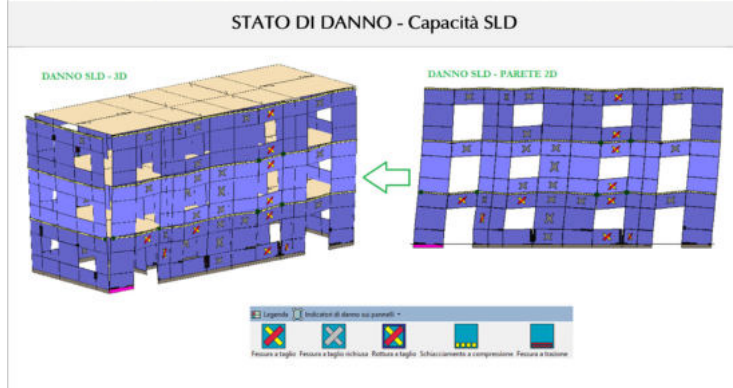 STATO DI DANNO - Capacità SLD
DANNO SLD - 3D
DANNO SLD - PARETE 2D
Legenda Indicatori di danno sui pannelli
Fessura a taglio Fessura a taglio richiusa Rottura a taglio Schiacciamento a compressione Fessura a trazione